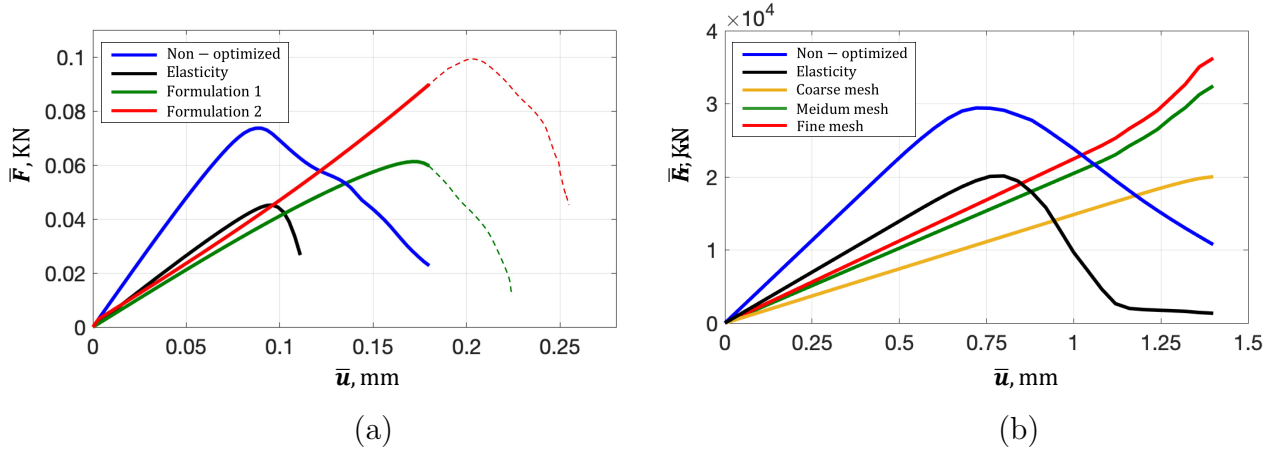 0.1
0.08
0.06
0.04
0.02
0
F̅, KN
Non − optimized
Elasticity
Formulation 1
Formulation 2
0 0.05 0.1 0.15 0.2 0.25
u̅, mm
(a)
×10⁴
4
3
2
1
0
Non − optimized
Elasticity
Coarse mesh
Meidum mesh
Fine mesh
0 0.25 0.5 0.75 1 1.25 1.5
u̅, mm
(b)